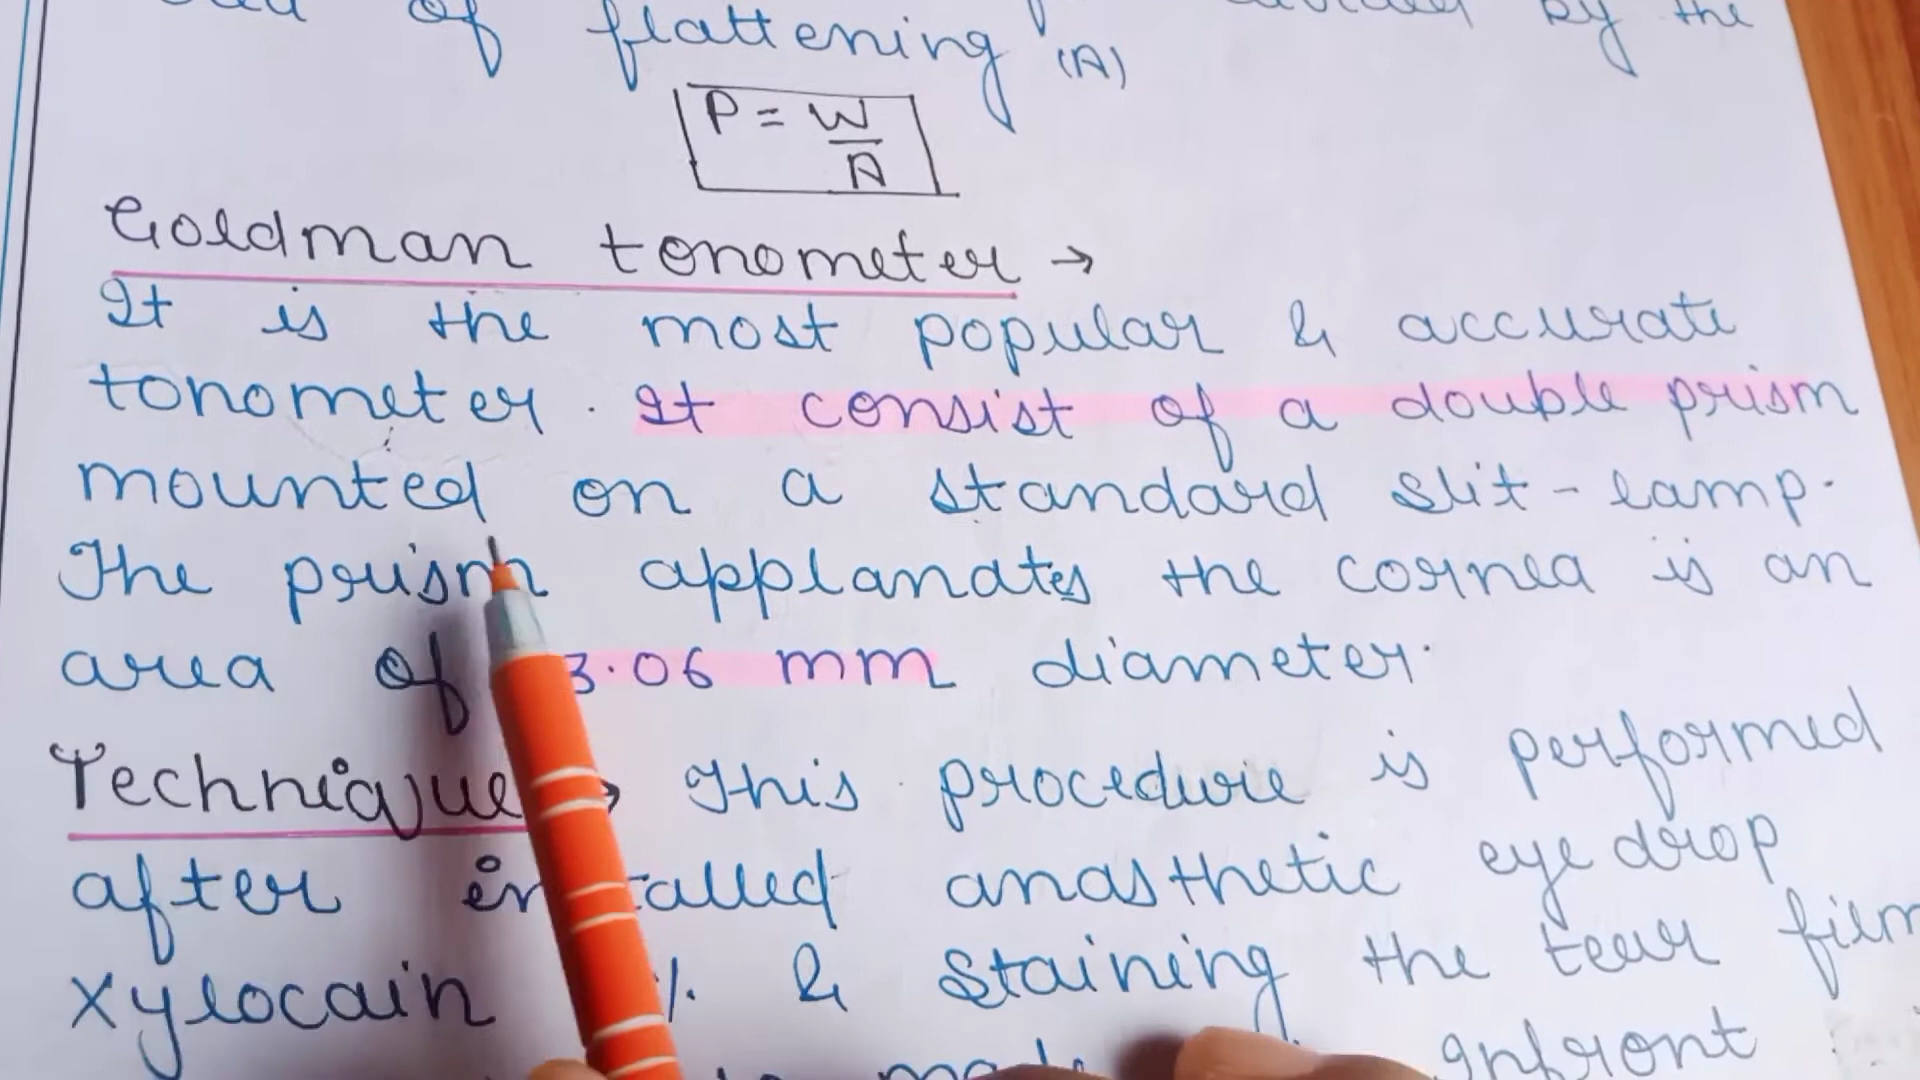 of flattening (A) by the
P = W/A
Goldman tonometer →
It is the most popular & accurate
tonometer. It consist of a double prism
mounted on a standard slit-lamp.
The prism applanates the cornea is an
area of 3.06 mm diameter.
Technique → This procedure is performed
after anasthetic eye drop
Xylocain % & staining the tear film
Infront